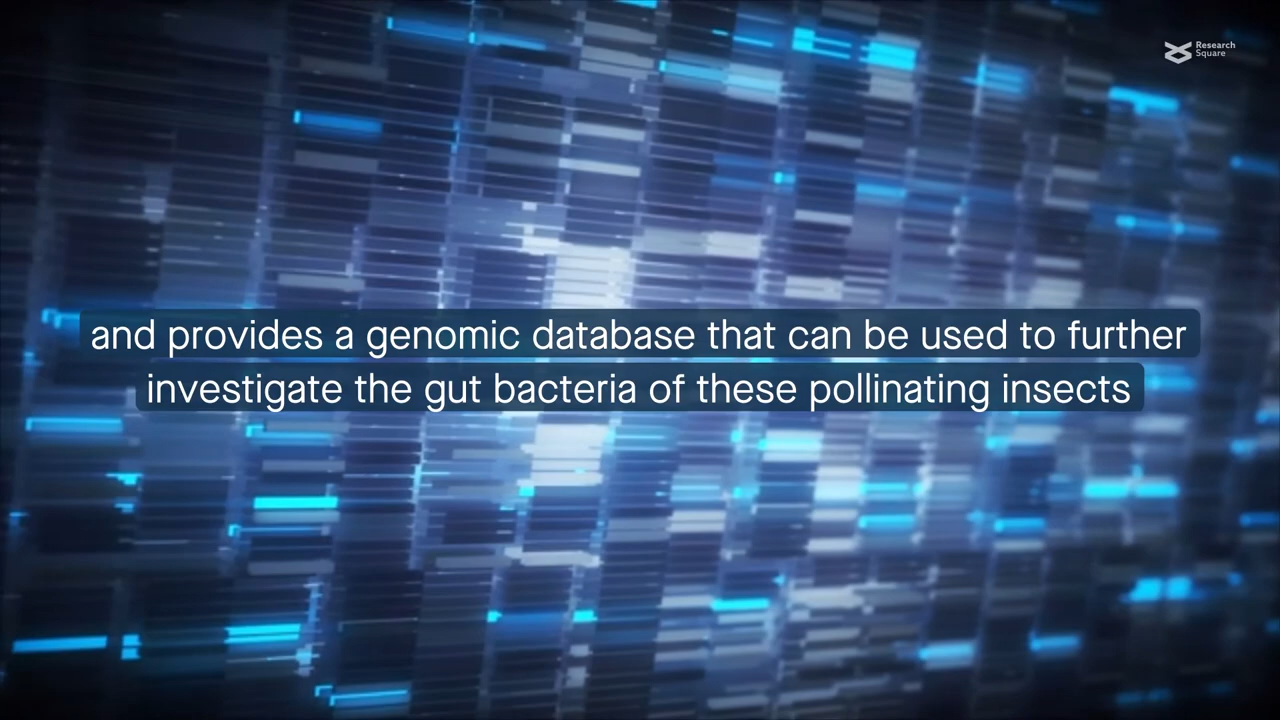 Research
Square
and provides a genomic database that can be used to further
investigate the gut bacteria of these pollinating insects